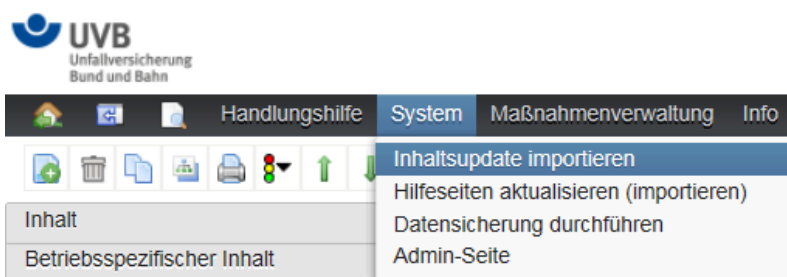 UVB
Unfallversicherung
Bund und Bahn
Handlungshilfe System Maßnahmenverwaltung Info
Inhaltsupdate importieren
Hilfeseiten aktualisieren (importieren)
Inhalt
Datensicherung durchführen
Betriebsspezifischer Inhalt
Admin-Seite